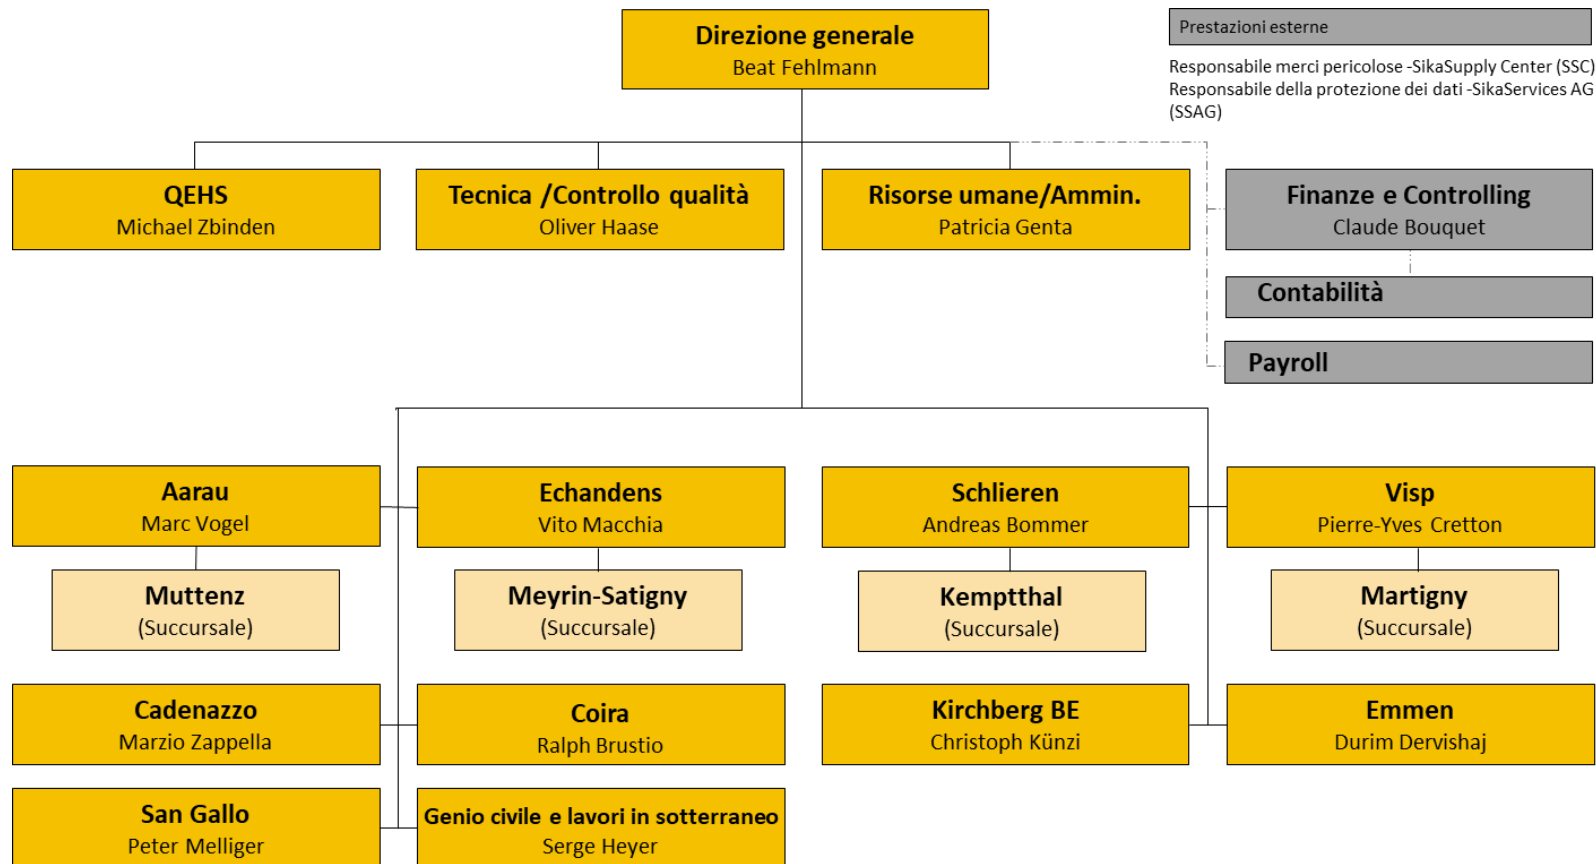 Direzione generale
Beat Fehlmann
Prestazioni esterne
Responsabile merci pericolose -SikaSupply Center (SSC)
Responsabile della protezione dei dati -SikaServices AG
(SSAG)
QEHS
Michael Zbinden
Tecnica /Controllo qualità
Oliver Haase
Risorse umane/Ammin.
Patricia Genta
Finanze e Controlling
Claude Bouquet
Contabilità
Payroll
Aarau
Marc Vogel
Echandens
Vito Macchia
Schlieren
Andreas Bommer
Visp
Pierre-Yves Cretton
Muttenz
(Succursale)
Meyrin-Satigny
(Succursale)
Kemptthal
(Succursale)
Martigny
(Succursale)
Cadenazzo
Marzio Zappella
Coira
Ralph Brustio
Kirchberg BE
Christoph Künzi
Emmen
Durim Dervishaj
San Gallo
Peter Melliger
Genio civile e lavori in sotterraneo
Serge Heyer